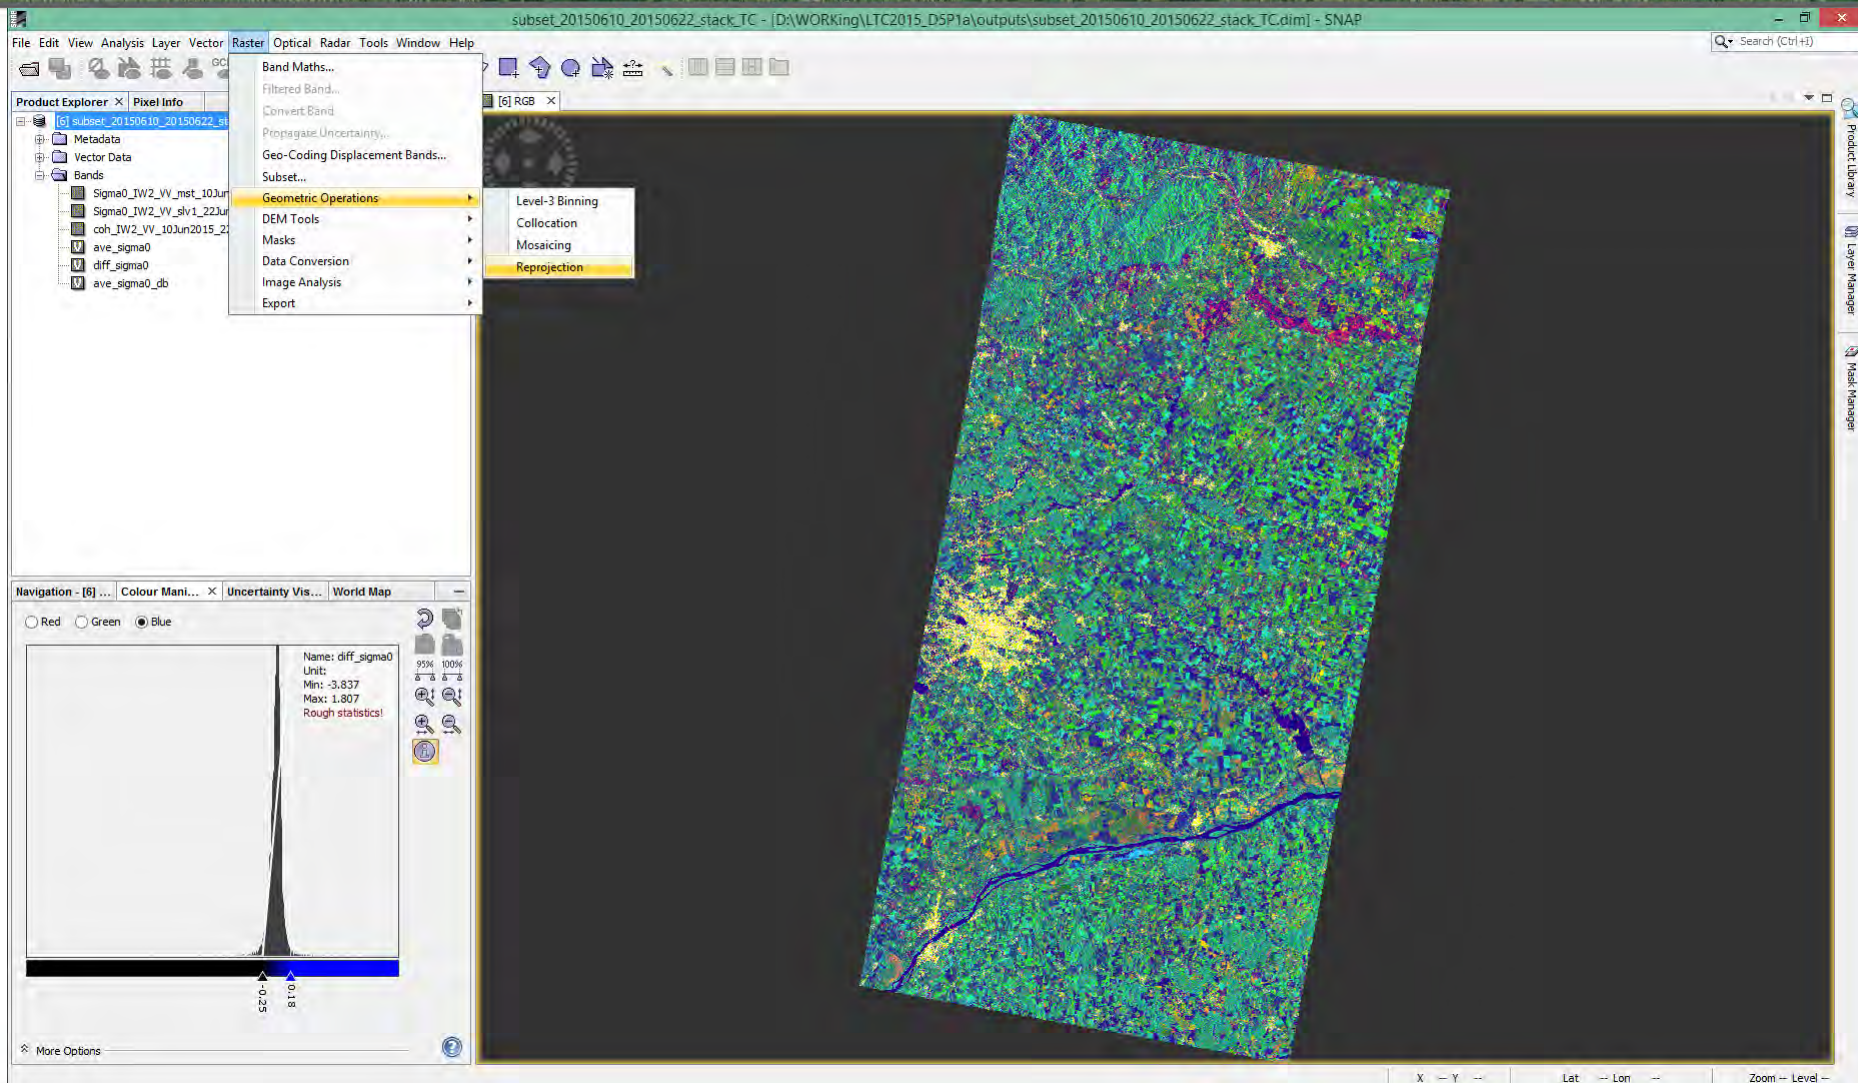 subset_20150610_20150622_stack_TC - [D:\WORKing\LTC2015_D5P1a\outputs\subset_20150610_20150622_stack_TC.dim] - SNAP
File Edit View Analysis Layer Vector Raster Optical Radar Tools Window Help
Search (Ctrl+I)
Band Maths...
Filtered Band...
Convert Band
Propagate Uncertainty...
Geo-Coding Displacement Bands...
Subset...
Geometric Operations
DEM Tools
Masks
Data Conversion
Image Analysis
Export
Level-3 Binning
Collocation
Mosaicing
Reprojection
Product Explorer
Pixel Info
[6] RGB
[6] subset_20150610_20150622_st
Metadata
Vector Data
Bands
Sigma0_IW2_VV_mst_10Jun
Sigma0_IW2_VV_slv1_22Jun
coh_IW2_VV_10Jun2015_22
ave_sigma0
diff_sigma0
ave_sigma0_db
Product Library
Layer Manager
Mask Manager
Navigation - [6] ...
Colour Mani...
Uncertainty Vis...
World Map
Red Green Blue
Name: diff_sigma0
Unit:
Min: -3.837
Max: 1.807
Rough statistics!
95% 100%
-0.25
0.18
More Options
X -- Y --
Lat -- Lon --
Zoom -- Level --